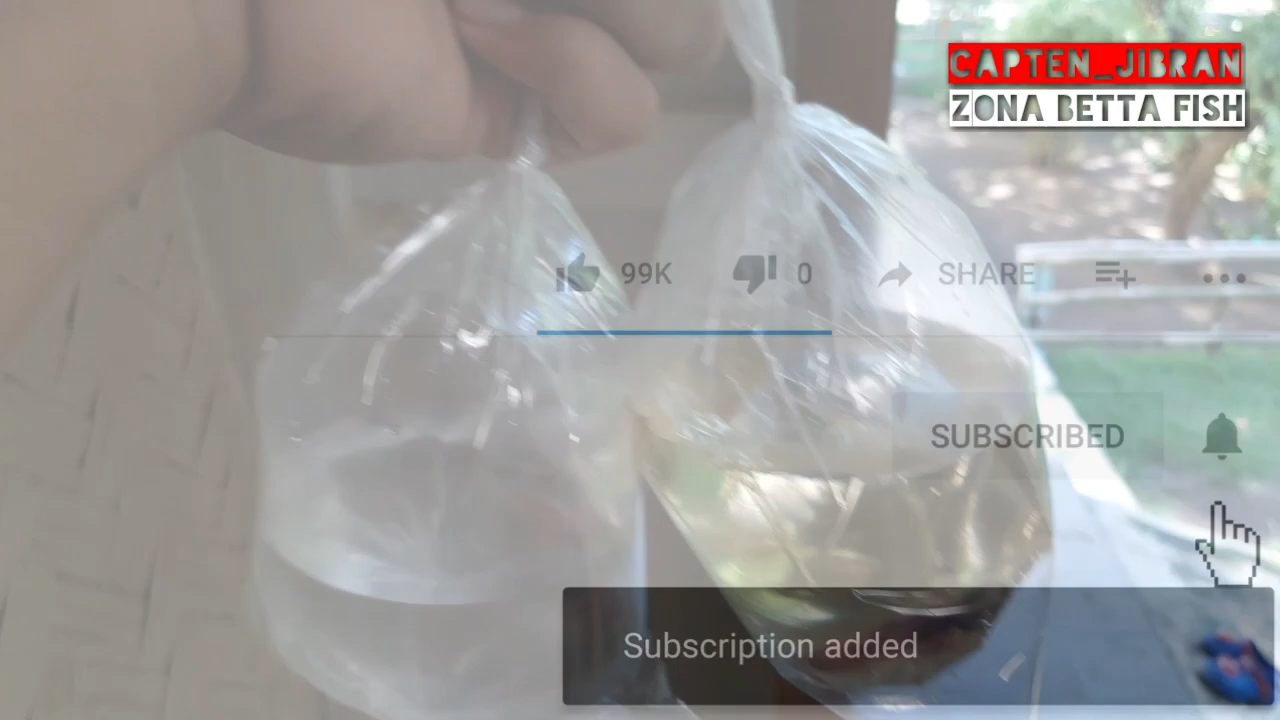 CAPTEN_JIBRAN
ZONA BETTA FISH
99K 0 SHARE
SUBSCRIBED
Subscription added